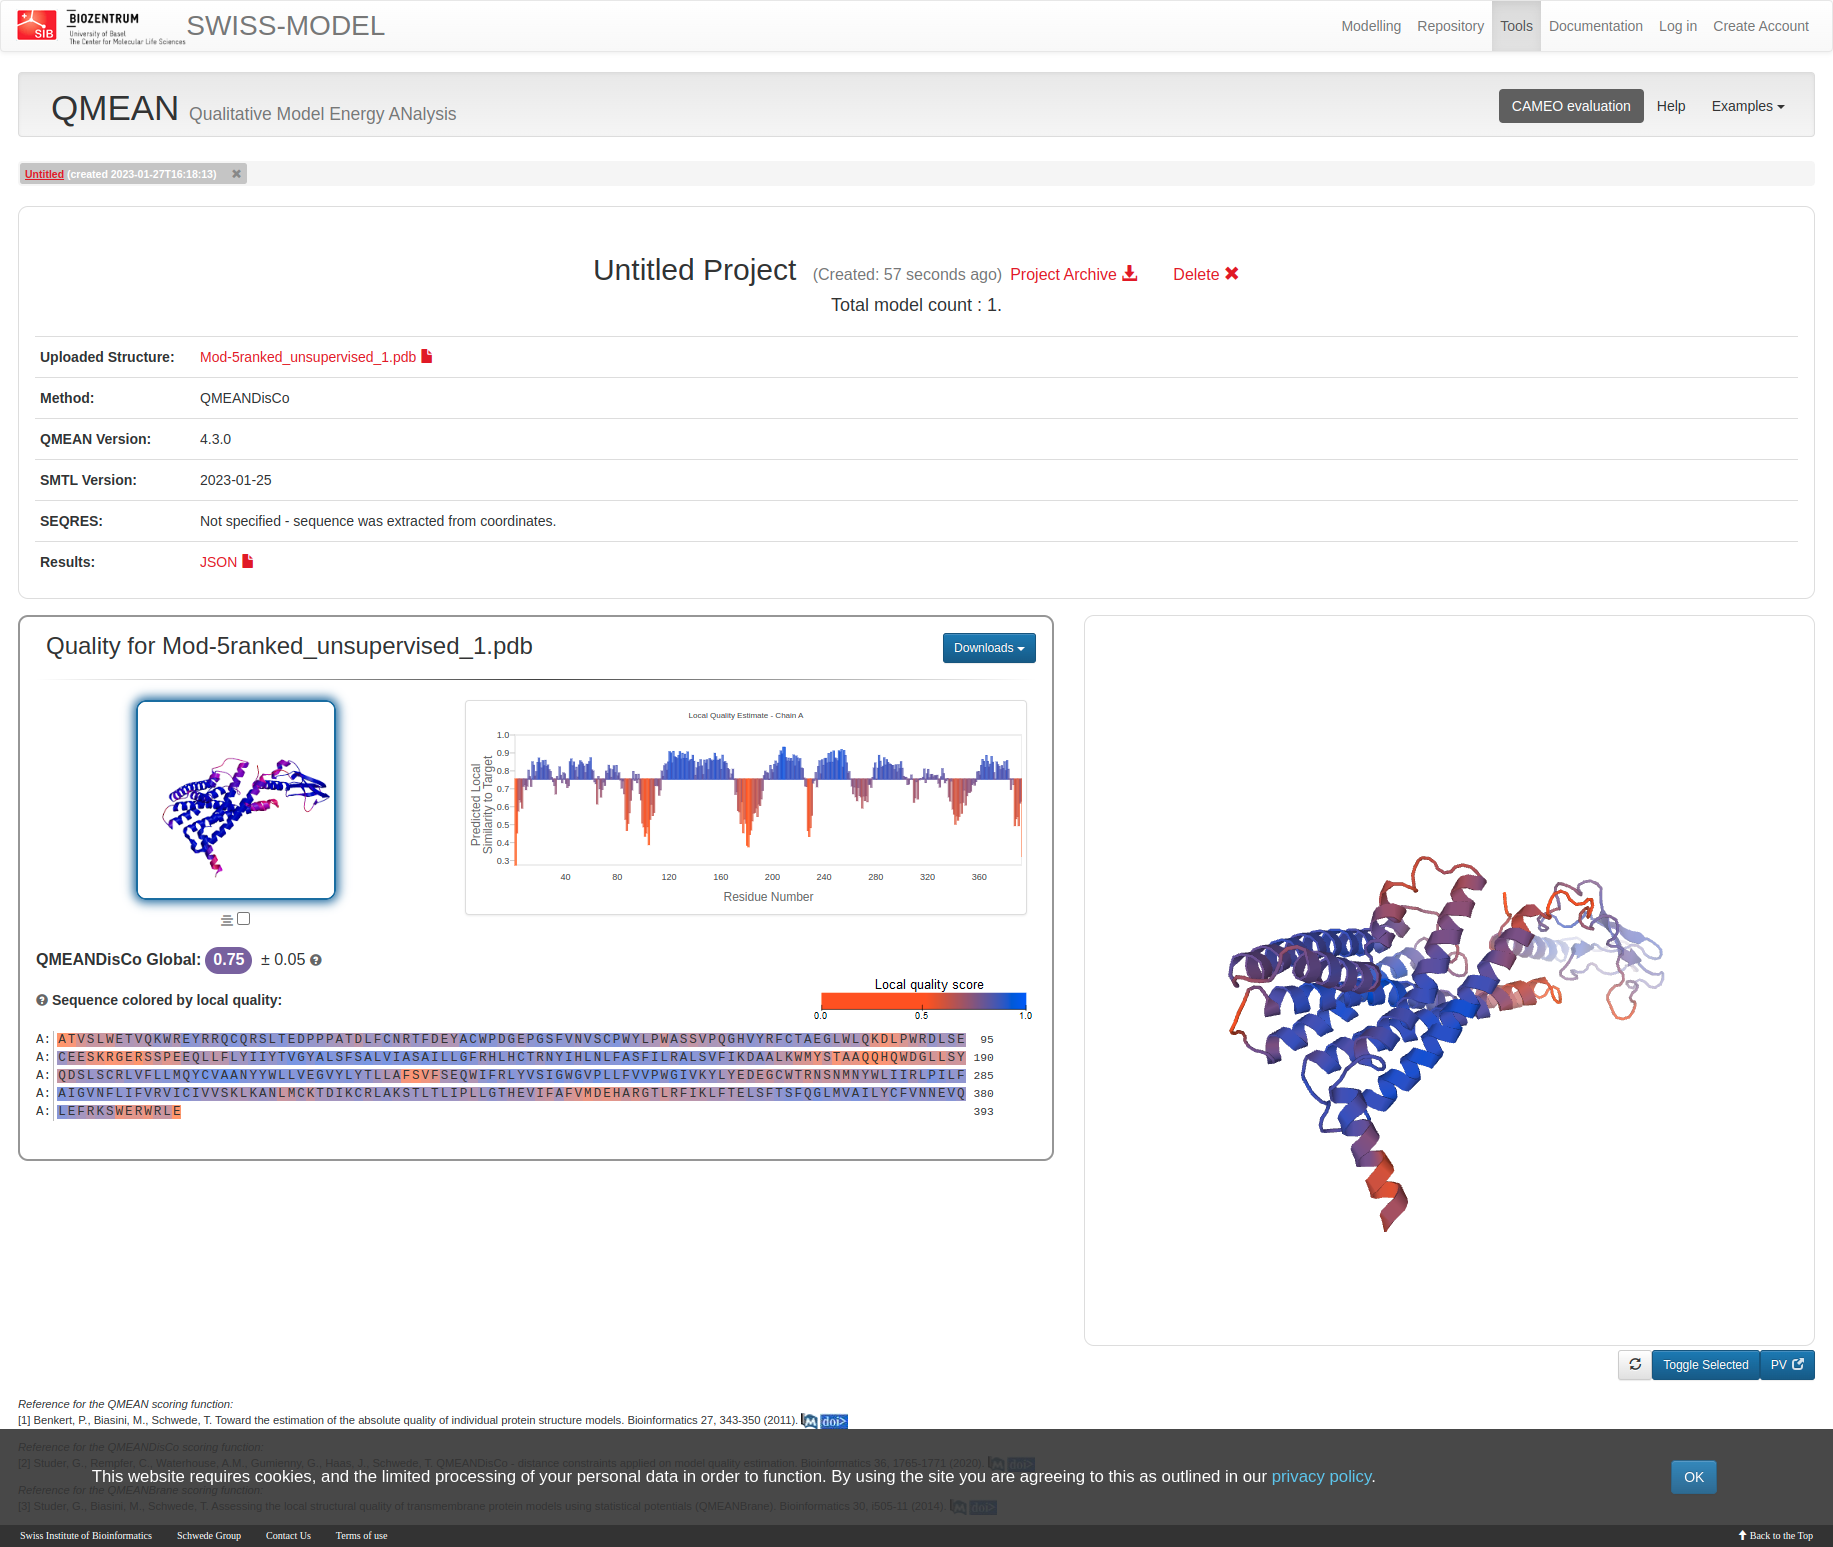 SIB
BIOZENTRUM
University of Basel
The Center for Molecular Life Sciences
SWISS-MODEL
Modelling
Repository
Tools
Documentation
Log in
Create Account
QMEAN Qualitative Model Energy ANalysis
CAMEO evaluation
Help
Examples
Untitled (created 2023-01-27T16:18:13)
Untitled Project (Created: 57 seconds ago) Project Archive Delete
Total model count : 1.
Uploaded Structure: Mod-5ranked_unsupervised_1.pdb
Method: QMEANDisCo
QMEAN Version: 4.3.0
SMTL Version: 2023-01-25
SEQRES: Not specified - sequence was extracted from coordinates.
Results: JSON
Quality for Mod-5ranked_unsupervised_1.pdb
Downloads
Local Quality Estimate - Chain A
Predicted Local
Similarity to Target
1.0
0.9
0.8
0.7
0.6
0.5
0.4
0.3
40 80 120 160 200 240 280 320 360
Residue Number
QMEANDisCo Global: 0.75 ± 0.05
Sequence colored by local quality:
Local quality score
0.0 0.5 1.0
A: ATVSLWETVQKWREYRRQCQRSLTEDPPPATDLFCNRTFDEYACWPDGEPGSFVNVSCPWYLPWASSVPQGHVYRFCTAEGLWLQKDLPWRDLSE 95
A: CEESKRGERSSPEEQLLFLYIIYTVGYALSFSALVIASAILLGFRHLHCTRNYIHLNLFASFILRALSVFIKDAALKWMYSTAAQQHQWDGLLSY 190
A: QDSLSCRLVFLLMQYCVAANYYWLLVEGVYLYTLLAFSVFSEQWIFRLYVSIGWGVPLLFVVPWGIVKYLYEDEGCWTRNSNMNYWLIIRLPILF 285
A: AIGVNFLIFVRVICIVVSKLKANLMCKTDIKCRLAKSTLTLIPLLGTHEVIFAFVMDEHARGTLRFIKLFTELSFTSFQGLMVAILYCFVNNEVQ 380
A: LEFRKSWERWRLE 393
Toggle Selected
PV
Reference for the QMEAN scoring function:
[1] Benkert, P., Biasini, M., Schwede, T. Toward the estimation of the absolute quality of individual protein structure models. Bioinformatics 27, 343-350 (2011). M doi>
Reference for the QMEANDisCo scoring function:
[2] Studer, G., Rempfer, C., Waterhouse, A.M., Gumienny, G., Haas, J., Schwede, T. QMEANDisCo - distance constraints applied on model quality estimation. Bioinformatics 36, 1765-1771 (2020). M doi>
This website requires cookies, and the limited processing of your personal data in order to function. By using the site you are agreeing to this as outlined in our privacy policy.
OK
Reference for the QMEANBrane scoring function:
[3] Studer, G., Biasini, M., Schwede, T. Assessing the local structural quality of transmembrane protein models using statistical potentials (QMEANBrane). Bioinformatics 30, i505-11 (2014). M doi>
Swiss Institute of Bioinformatics
Schwede Group
Contact Us
Terms of use
Back to the Top